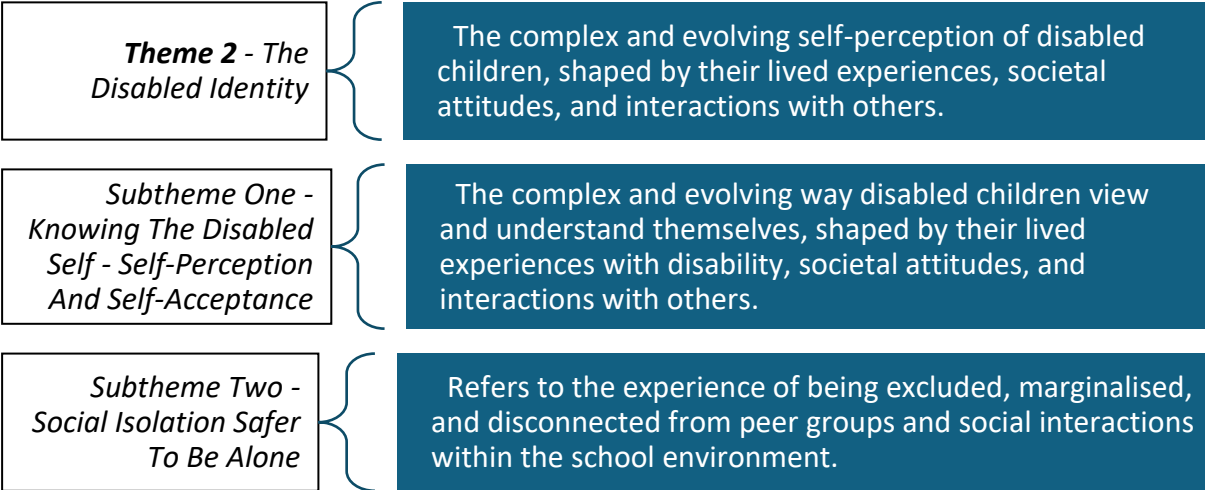 Theme 2 - The
Disabled Identity
The complex and evolving self-perception of disabled
children, shaped by their lived experiences, societal
attitudes, and interactions with others.
Subtheme One -
Knowing The Disabled
Self - Self-Perception
And Self-Acceptance
The complex and evolving way disabled children view
and understand themselves, shaped by their lived
experiences with disability, societal attitudes, and
interactions with others.
Subtheme Two -
Social Isolation Safer
To Be Alone
Refers to the experience of being excluded, marginalised,
and disconnected from peer groups and social interactions
within the school environment.